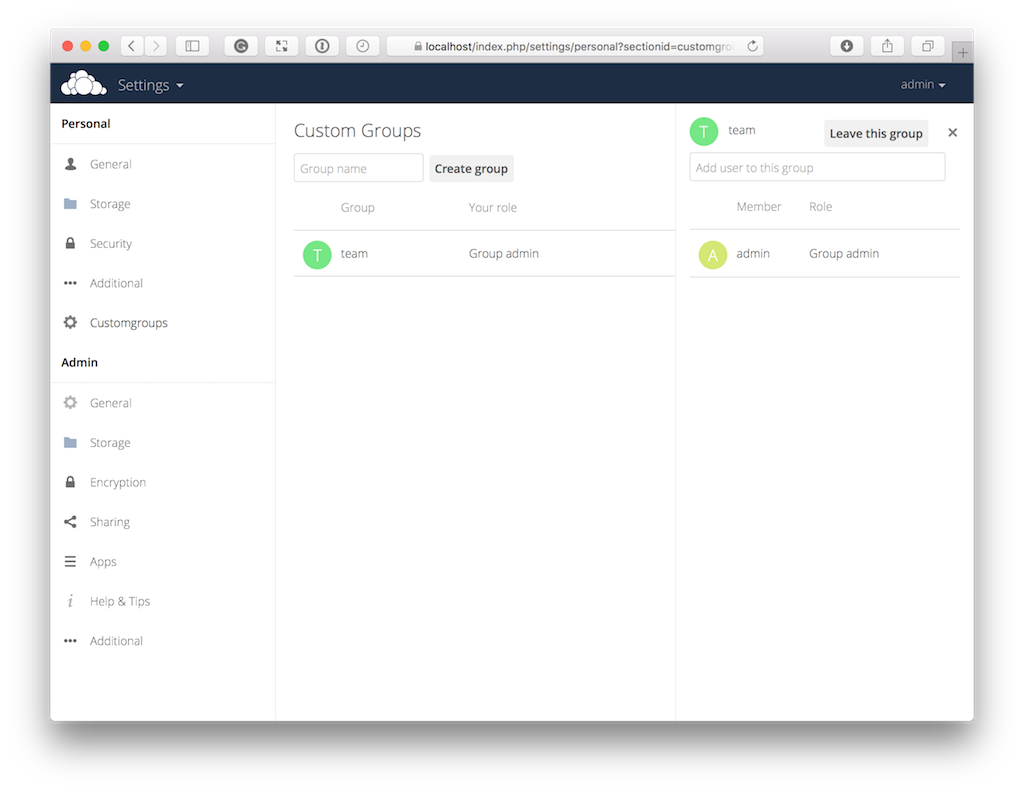 localhost/index.php/settings/personal?sectionid=customgro
Settings
admin
Personal
General
Storage
Security
Additional
Customgroups
Admin
General
Storage
Encryption
Sharing
Apps
Help & Tips
Additional
Custom Groups
Group name
Create group
Group Your role
T team Group admin
T team
Leave this group
Add user to this group
Member Role
A admin Group admin